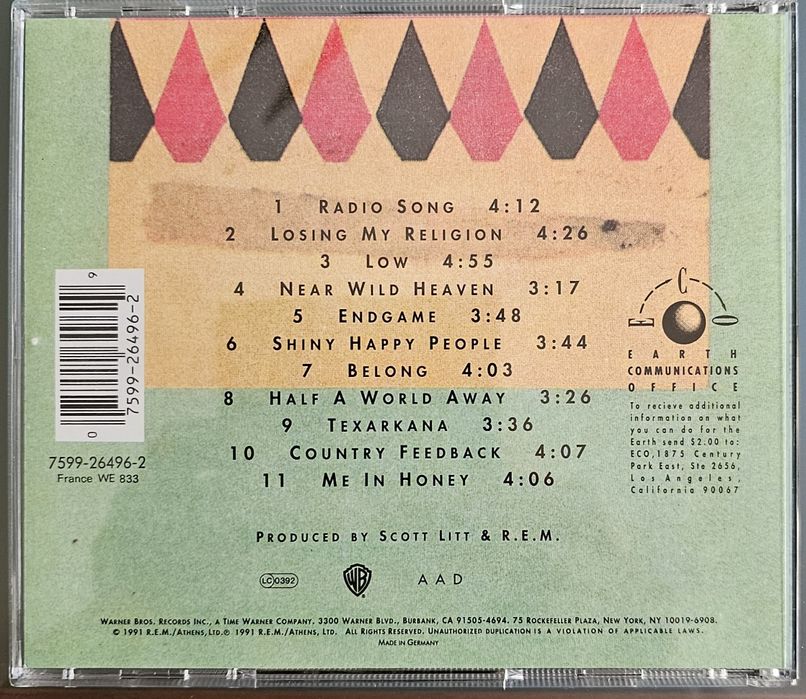 1 RADIO SONG 4:12
2 LOSING MY RELIGION 4:26
3 LOW 4:55
4 NEAR WILD HEAVEN 3:17
5 ENDGAME 3:48
6 SHINY HAPPY PEOPLE 3:44
7 BELONG 4:03
8 HALF A WORLD AWAY 3:26
9 TEXARKANA 3:36
10 COUNTRY FEEDBACK 4:07
11 ME IN HONEY 4:06
9
7599-26496-2
0
7599-26496-2
France WE 833
E C O
EARTH
COMMUNICATIONS
OFFICE
To recieve additional
information on what
you can do for the
Earth send $2.00 to:
ECO,1875 Century
Park East, Ste 2656,
Los Angeles,
California 90067
PRODUCED BY SCOTT LITT & R.E.M.
LC 0392 WB AAD
WARNER BROS. RECORDS INC., A TIME WARNER COMPANY. 3300 WARNER BLVD., BURBANK, CA 91505-4694. 75 ROCKEFELLER PLAZA, NEW YORK, NY 10019-6908.
© 1991 R.E.M./ATHENS,LTD.℗ 1991 R.E.M./ATHENS, LTD. ALL RIGHTS RESERVED. UNAUTHORIZED DUPLICATION IS A VIOLATION OF APPLICABLE LAWS.
MADE IN GERMANY